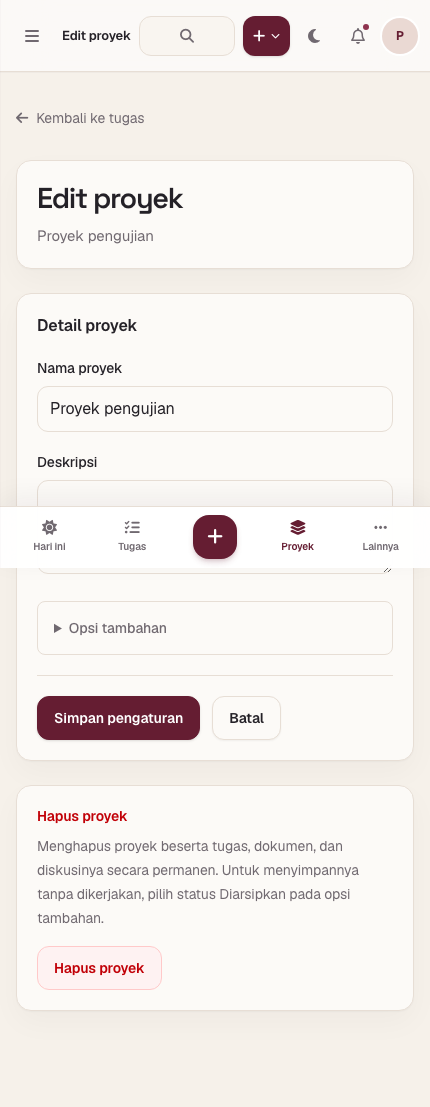 Edit proyek
P
Kembali ke tugas
Edit proyek
Proyek pengujian
Detail proyek
Nama proyek
Proyek pengujian
Deskripsi
Hari ini
Tugas
Proyek
Lainnya
Opsi tambahan
Simpan pengaturan
Batal
Hapus proyek
Menghapus proyek beserta tugas, dokumen, dan
diskusinya secara permanen. Untuk menyimpannya
tanpa dikerjakan, pilih status Diarsipkan pada opsi
tambahan.
Hapus proyek